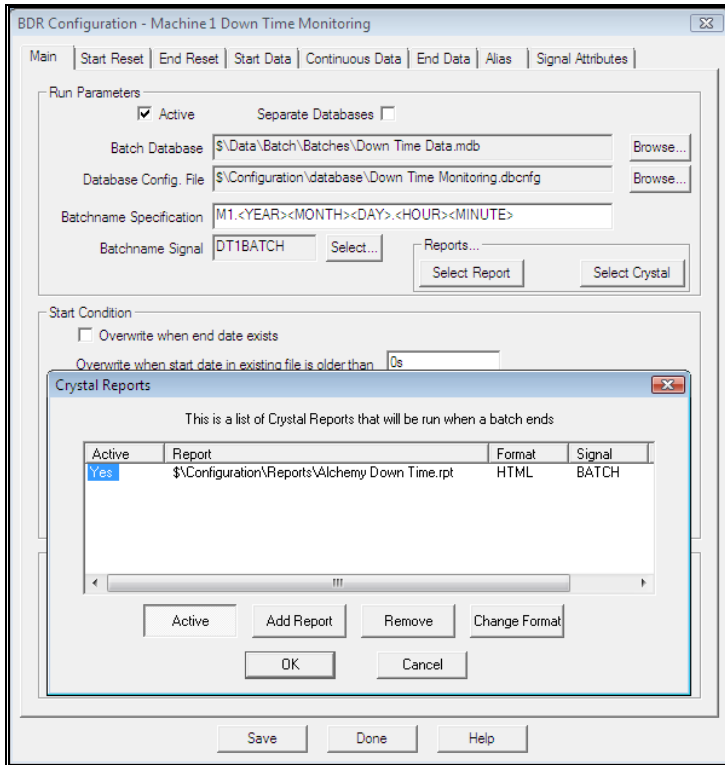 BDR Configuration - Machine1 Down Time Monitoring
Main Start Reset End Reset Start Data Continuous Data End Data Alias Signal Attributes
Run Parameters
Active Separate Databases
Batch Database $\Data\Batch\Batches\Down Time Data.mdb Browse...
Database Config. File $\Configuration\database\Down Time Monitoring.dbcnfg Browse...
Batchname Specification M1.<YEAR><MONTH><DAY>.<HOUR><MINUTE>
Batchname Signal DT1BATCH Select... Reports...
Select Report Select Crystal
Start Condition
Overwrite when end date exists
Overwrite when start date in existing file is older than 0s
Crystal Reports
This is a list of Crystal Reports that will be run when a batch ends
Active Report Format Signal
Yes $\Configuration\Reports\Alchemy Down Time.rpt HTML BATCH
Active Add Report Remove Change Format
OK Cancel
Save Done Help